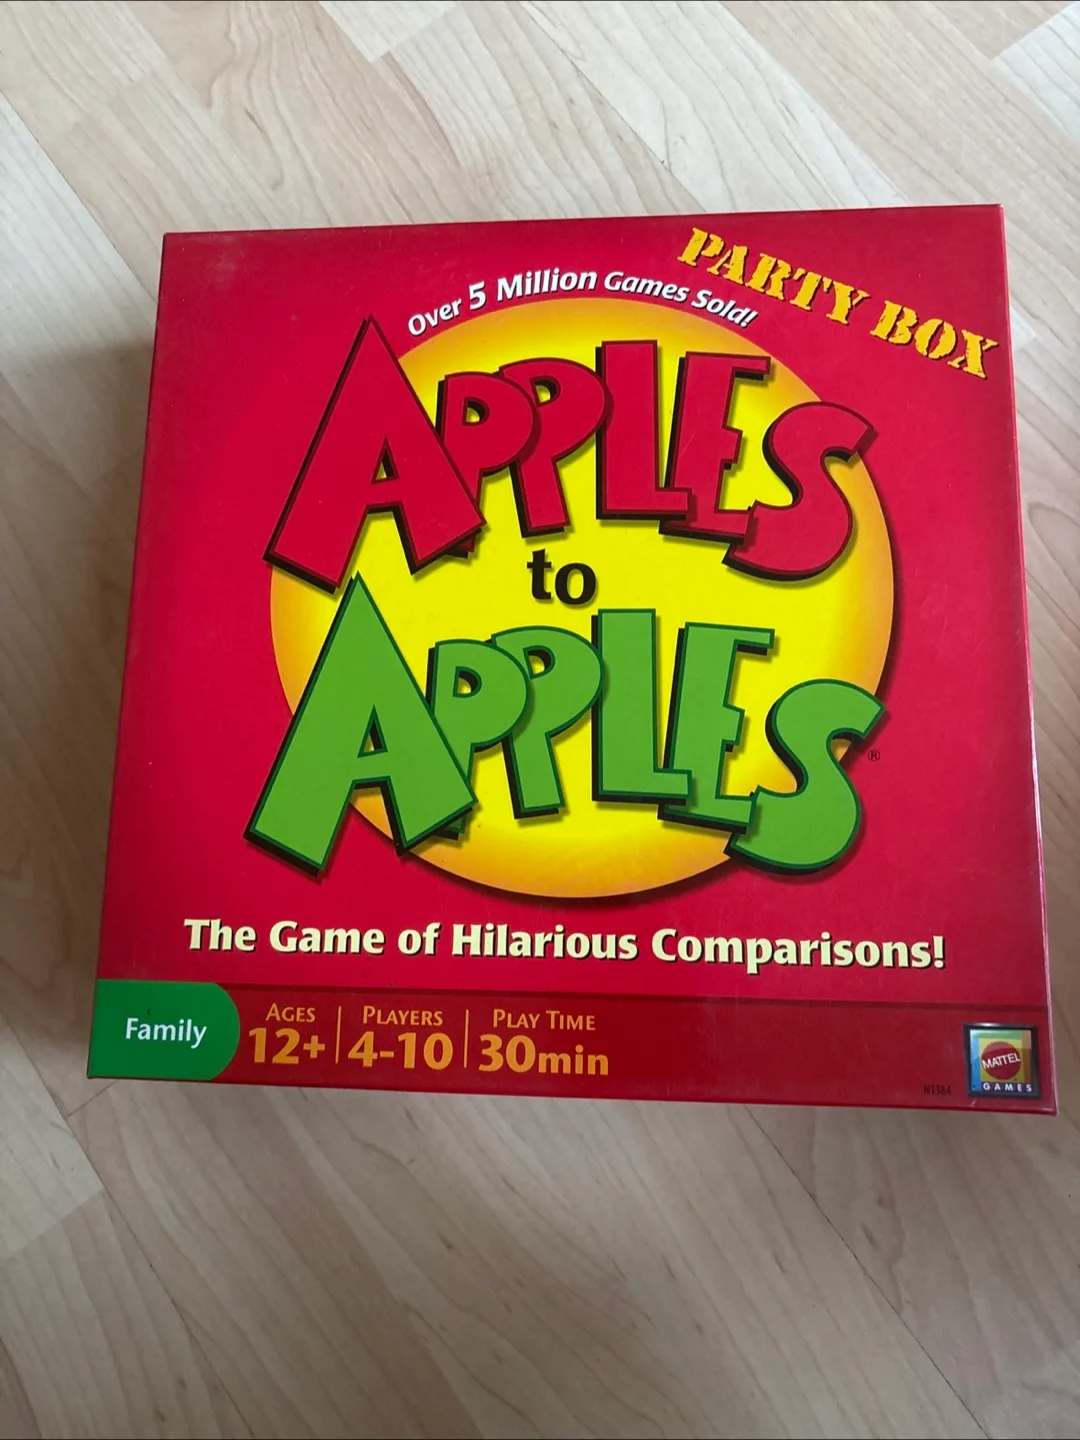 PARTY BOX
Over 5 Million Games Sold!
APPLES
to
APPLES®
The Game of Hilarious Comparisons!
Family
AGES
12+
PLAYERS
4-10
PLAY TIME
30min
N1384
MATTEL
GAMES